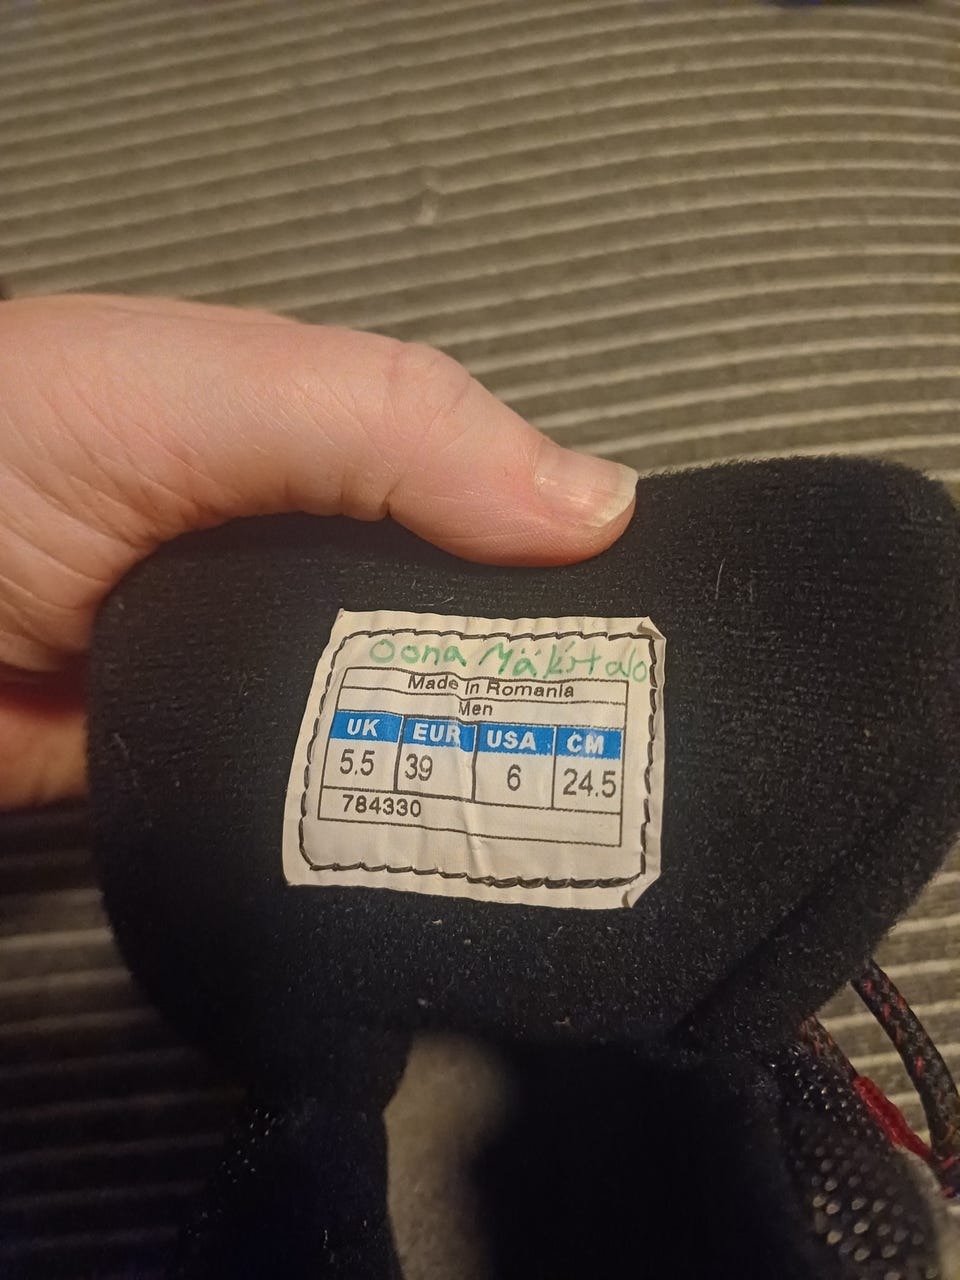 Oona Mäkitalo
Made in Romania
Men
UK EUR USA CM
5.5 39 6 24.5
784330